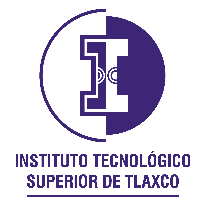 INSTITUTO TECNOLÓGICO
SUPERIOR DE TLAXCO